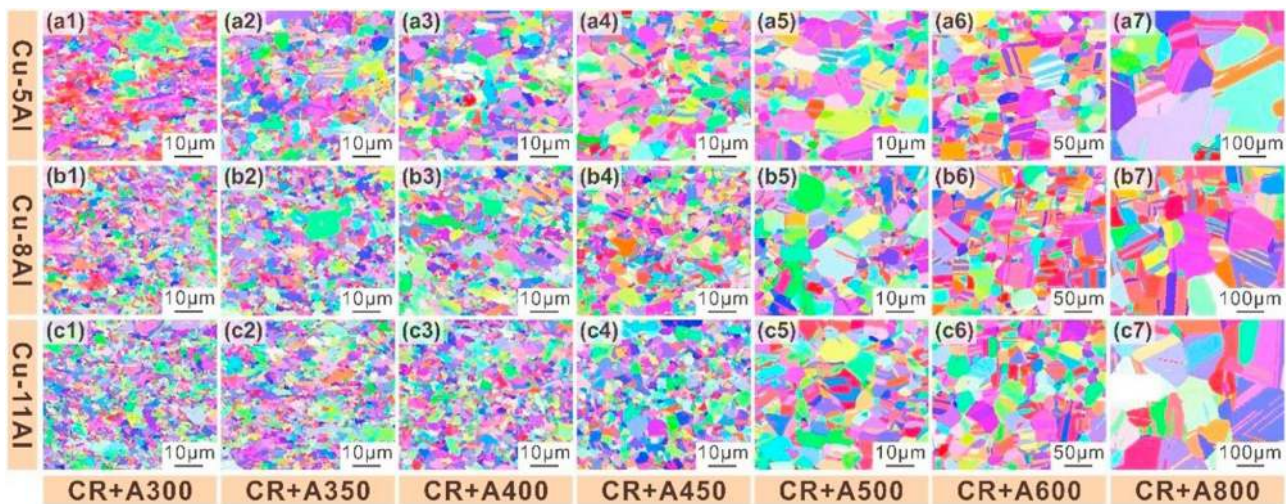 Cu-5Al
(a1) (a2) (a3) (a4) (a5) (a6) (a7)
10μm 10μm 10μm 10μm 10μm 50μm 100μm
Cu-8Al
(b1) (b2) (b3) (b4) (b5) (b6) (b7)
10μm 10μm 10μm 10μm 10μm 50μm 100μm
Cu-11Al
(c1) (c2) (c3) (c4) (c5) (c6) (c7)
10μm 10μm 10μm 10μm 10μm 50μm 100μm
CR+A300 CR+A350 CR+A400 CR+A450 CR+A500 CR+A600 CR+A800